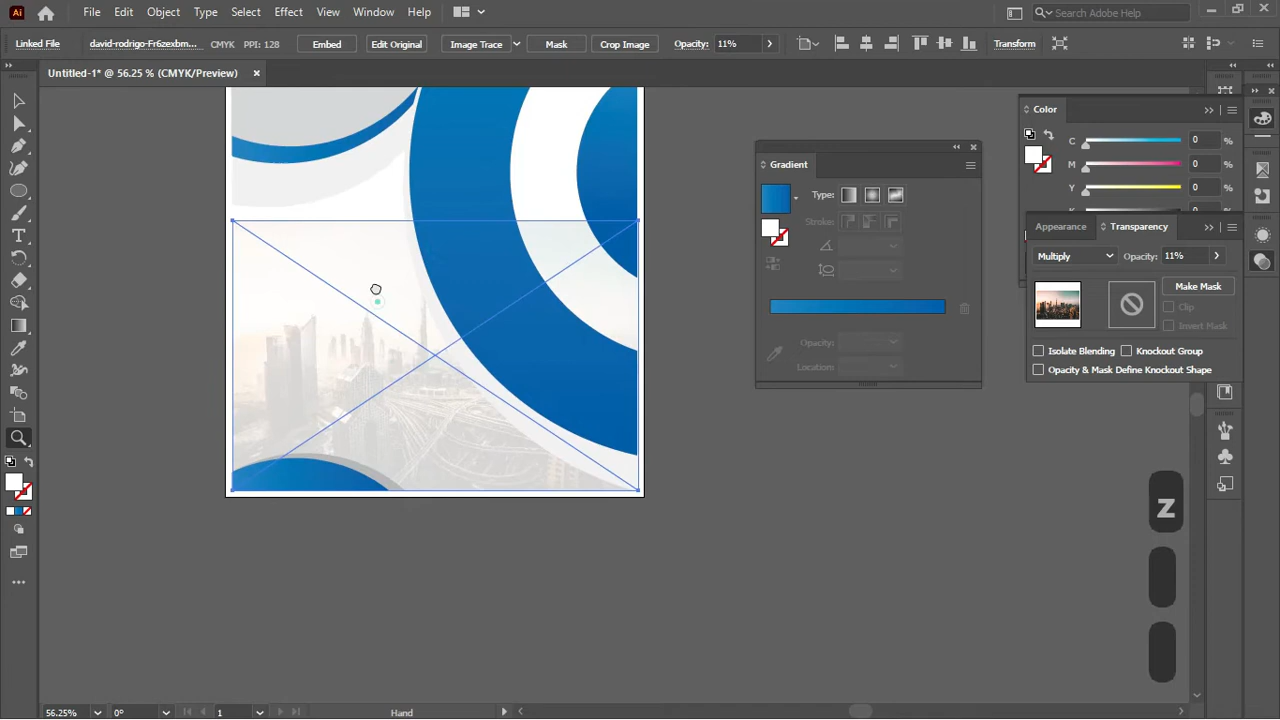 Ai File Edit Object Type Select Effect View Window Help Search Adobe Help
Linked File david-rodrigo-Fr6zexbm... CMYK PPI: 128 Embed Edit Original Image Trace Mask Crop Image Opacity: 11% Transform
Untitled-1* @ 56.25 % (CMYK/Preview)
Color
C 0 %
M 0 %
Y 0 %
K
Gradient
Type:
Stroke:
Opacity:
Location:
Appearance Transparency
Multiply Opacity: 11%
Make Mask
Clip
Invert Mask
Isolate Blending Knockout Group
Opacity & Mask Define Knockout Shape
z
56.25% 0° 1 Hand